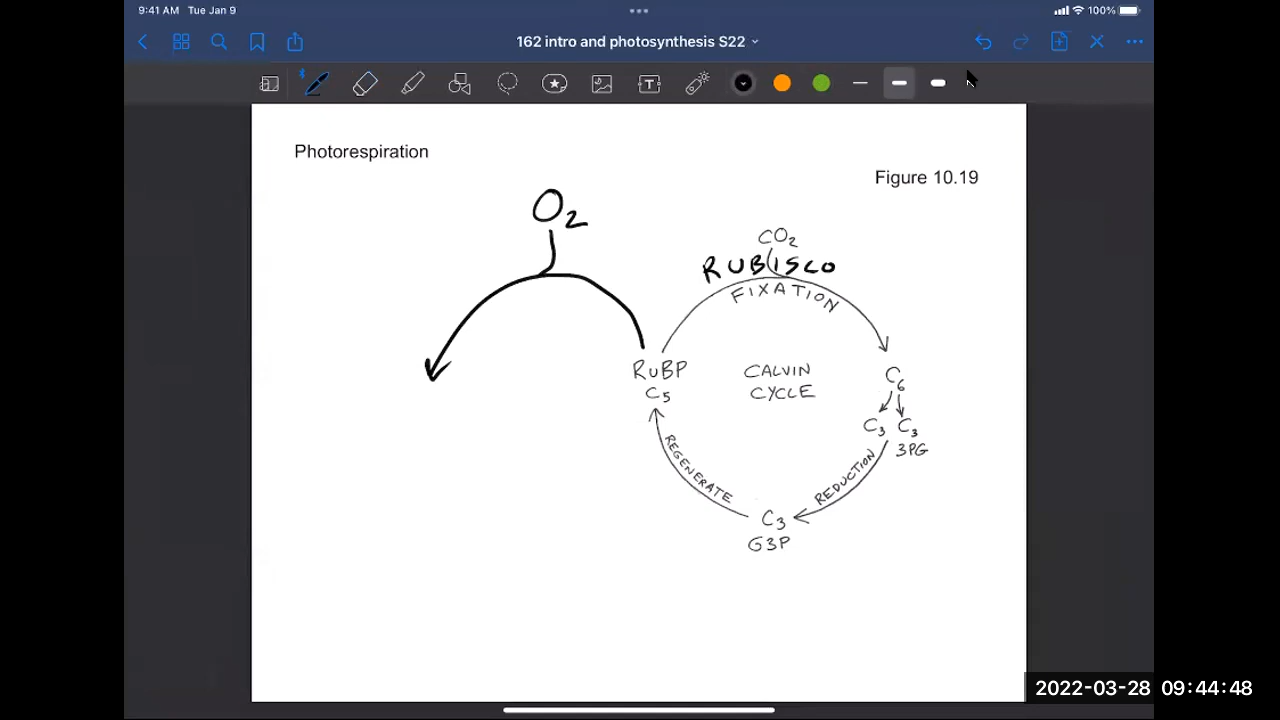 9:41 AM Tue Jan 9
100%
162 intro and photosynthesis S22
T
Photorespiration
Figure 10.19
O2
CO2
RUBISCO
FIXATION
RuBP
C5
CALVIN
CYCLE
C6
C3 C3
3PG
REGENERATE
REDUCTION
C3
G3P
2022-03-28 09:44:48